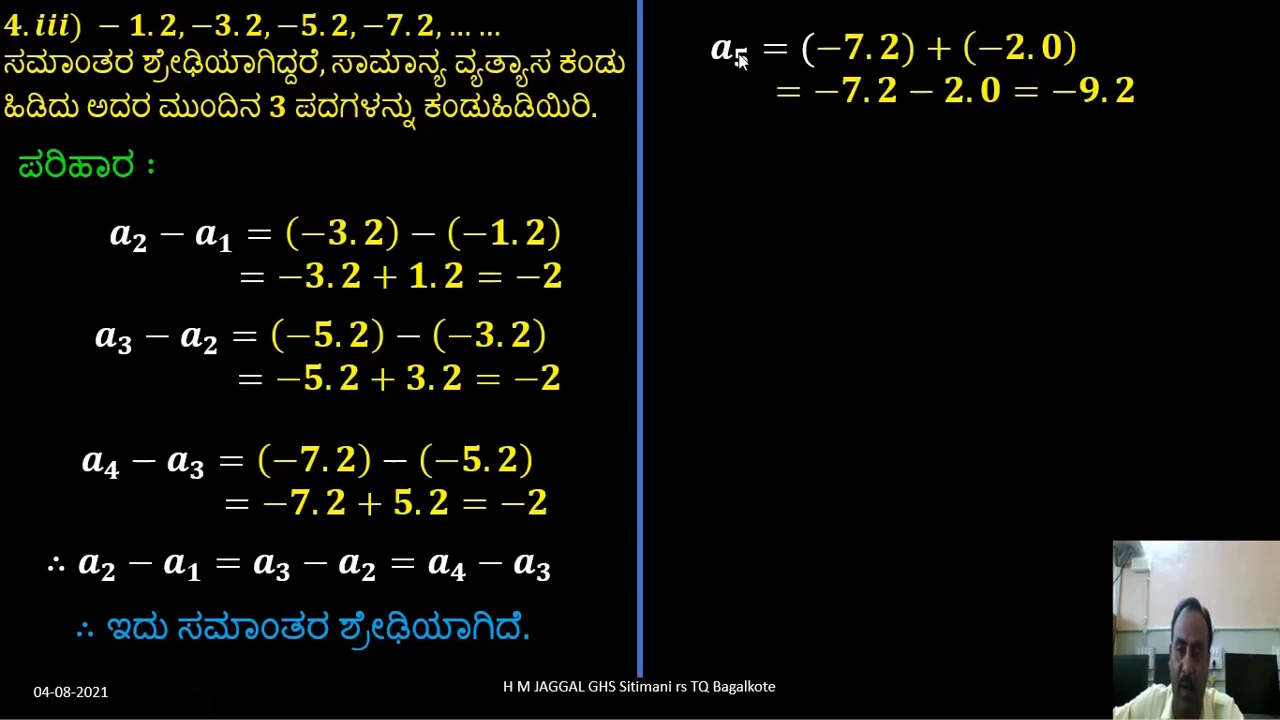 4.iii) − 1.2, −3.2, −5.2, −7.2, … …
ಸಮಾಂತರ ಶ್ರೇಢಿಯಾಗಿದ್ದರೆ, ಸಾಮಾನ್ಯ ವ್ಯತ್ಯಾಸ ಕಂಡು
ಹಿಡಿದು ಅದರ ಮುಂದಿನ 3 ಪದಗಳನ್ನು ಕಂಡುಹಿಡಿಯಿರಿ.
ಪರಿಹಾರ :
a₂ − a₁ = (−3.2) − (−1.2)
= −3.2 + 1.2 = −2
a₃ − a₂ = (−5.2) − (−3.2)
= −5.2 + 3.2 = −2
a₄ − a₃ = (−7.2) − (−5.2)
= −7.2 + 5.2 = −2
∴ a₂ − a₁ = a₃ − a₂ = a₄ − a₃
∴ ಇದು ಸಮಾಂತರ ಶ್ರೇಢಿಯಾಗಿದೆ.
a₅ = (−7.2) + (−2.0)
= −7.2 − 2.0 = −9.2
04-08-2021
H M JAGGAL GHS Sitimani rs TQ Bagalkote